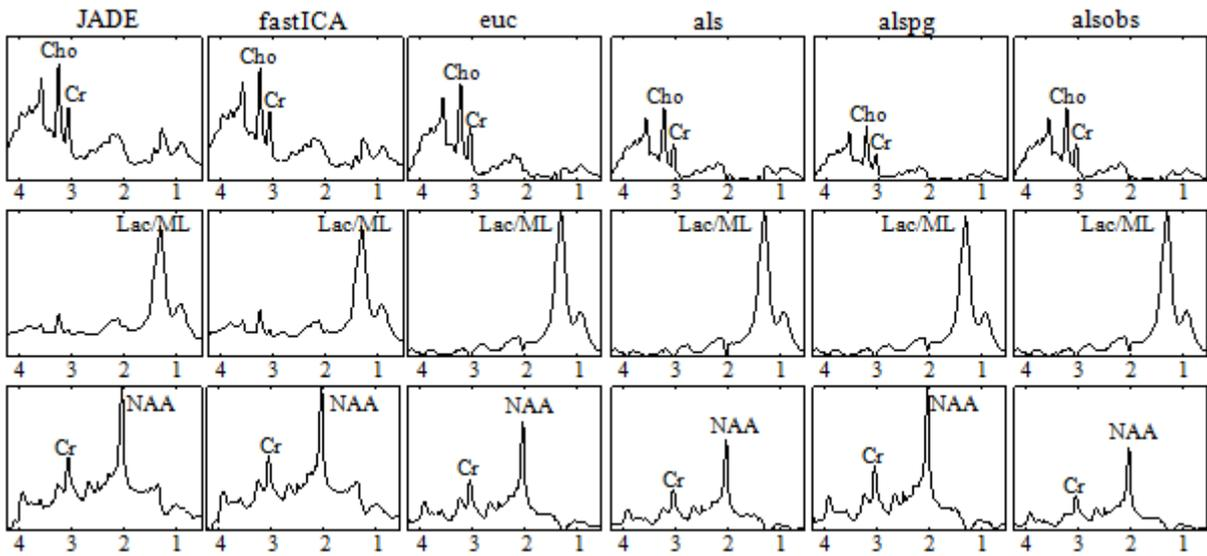 JADE fastICA euc als alspg alsobs
Cho Cho Cho Cho Cho Cho
Cr Cr Cr Cr Cr Cr
4 3 2 1 4 3 2 1 4 3 2 1 4 3 2 1 4 3 2 1 4 3 2 1
Lac/ML Lac/ML Lac/ML Lac/ML Lac/ML Lac/ML
4 3 2 1 4 3 2 1 4 3 2 1 4 3 2 1 4 3 2 1 4 3 2 1
NAA NAA NAA NAA NAA NAA
Cr Cr Cr Cr Cr Cr
4 3 2 1 4 3 2 1 4 3 2 1 4 3 2 1 4 3 2 1 4 3 2 1